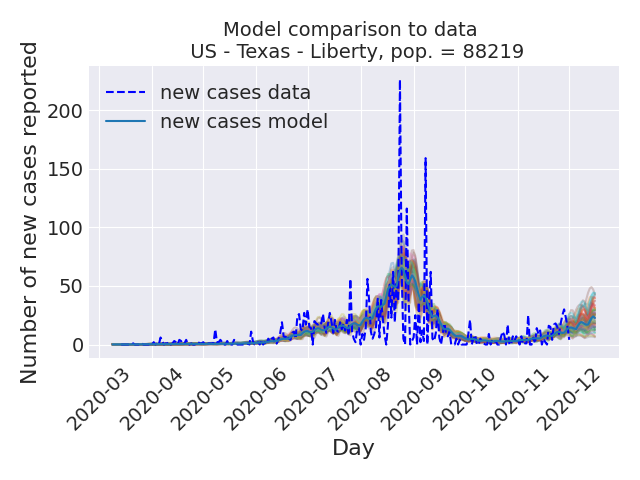 Model comparison to data
US - Texas - Liberty, pop. = 88219
Number of new cases reported
200
150
100
50
0
new cases data
new cases model
2020-03
2020-04
2020-05
2020-06
2020-07
2020-08
2020-09
2020-10
2020-11
2020-12
Day